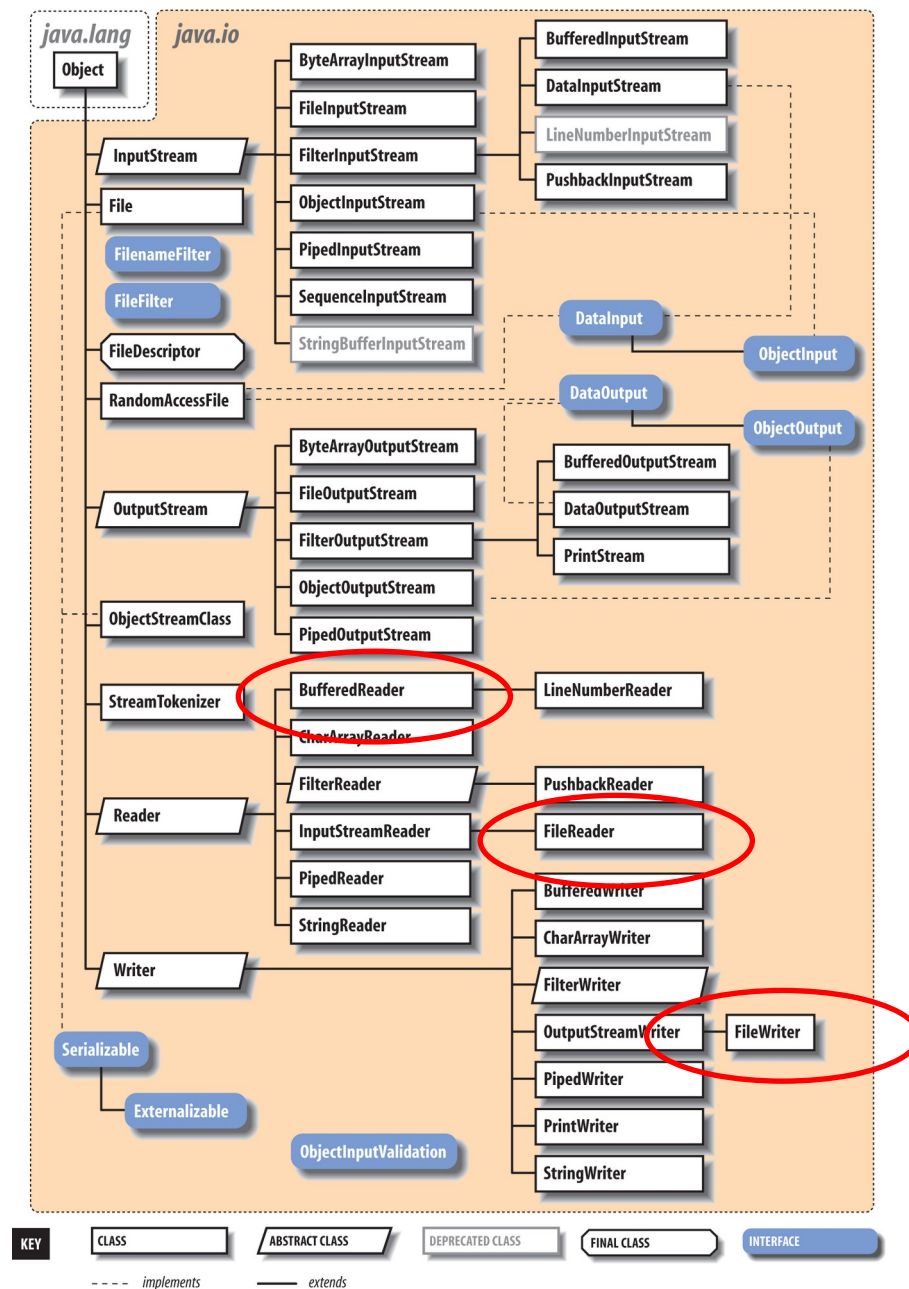 java.lang
java.io
Object
InputStream
File
FilenameFilter
FileFilter
FileDescriptor
RandomAccessFile
OutputStream
ObjectStreamClass
StreamTokenizer
Reader
Writer
Serializable
Externalizable
ByteArrayInputStream
FileInputStream
FilterInputStream
ObjectInputStream
PipedInputStream
SequenceInputStream
StringBufferInputStream
BufferedInputStream
DataInputStream
LineNumberInputStream
PushbackInputStream
DataInput
ObjectInput
DataOutput
ObjectOutput
ByteArrayOutputStream
FileOutputStream
FilterOutputStream
ObjectOutputStream
PipedOutputStream
BufferedOutputStream
DataOutputStream
PrintStream
BufferedReader
CharArrayReader
FilterReader
InputStreamReader
PipedReader
StringReader
LineNumberReader
PushbackReader
FileReader
BufferedWriter
CharArrayWriter
FilterWriter
OutputStreamWriter
PipedWriter
PrintWriter
StringWriter
FileWriter
ObjectInputValidation
KEY
CLASS
ABSTRACT CLASS
DEPRECATED CLASS
FINAL CLASS
INTERFACE
implements
extends